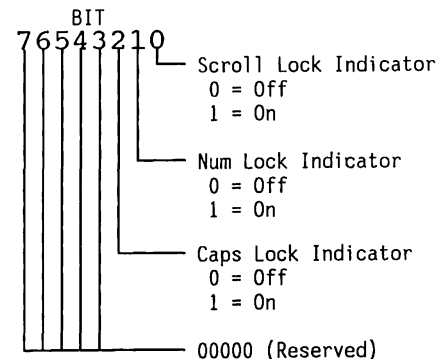 BIT
76543210
Scroll Lock Indicator
0 = Off
1 = On
Num Lock Indicator
0 = Off
1 = On
Caps Lock Indicator
0 = Off
1 = On
00000 (Reserved)